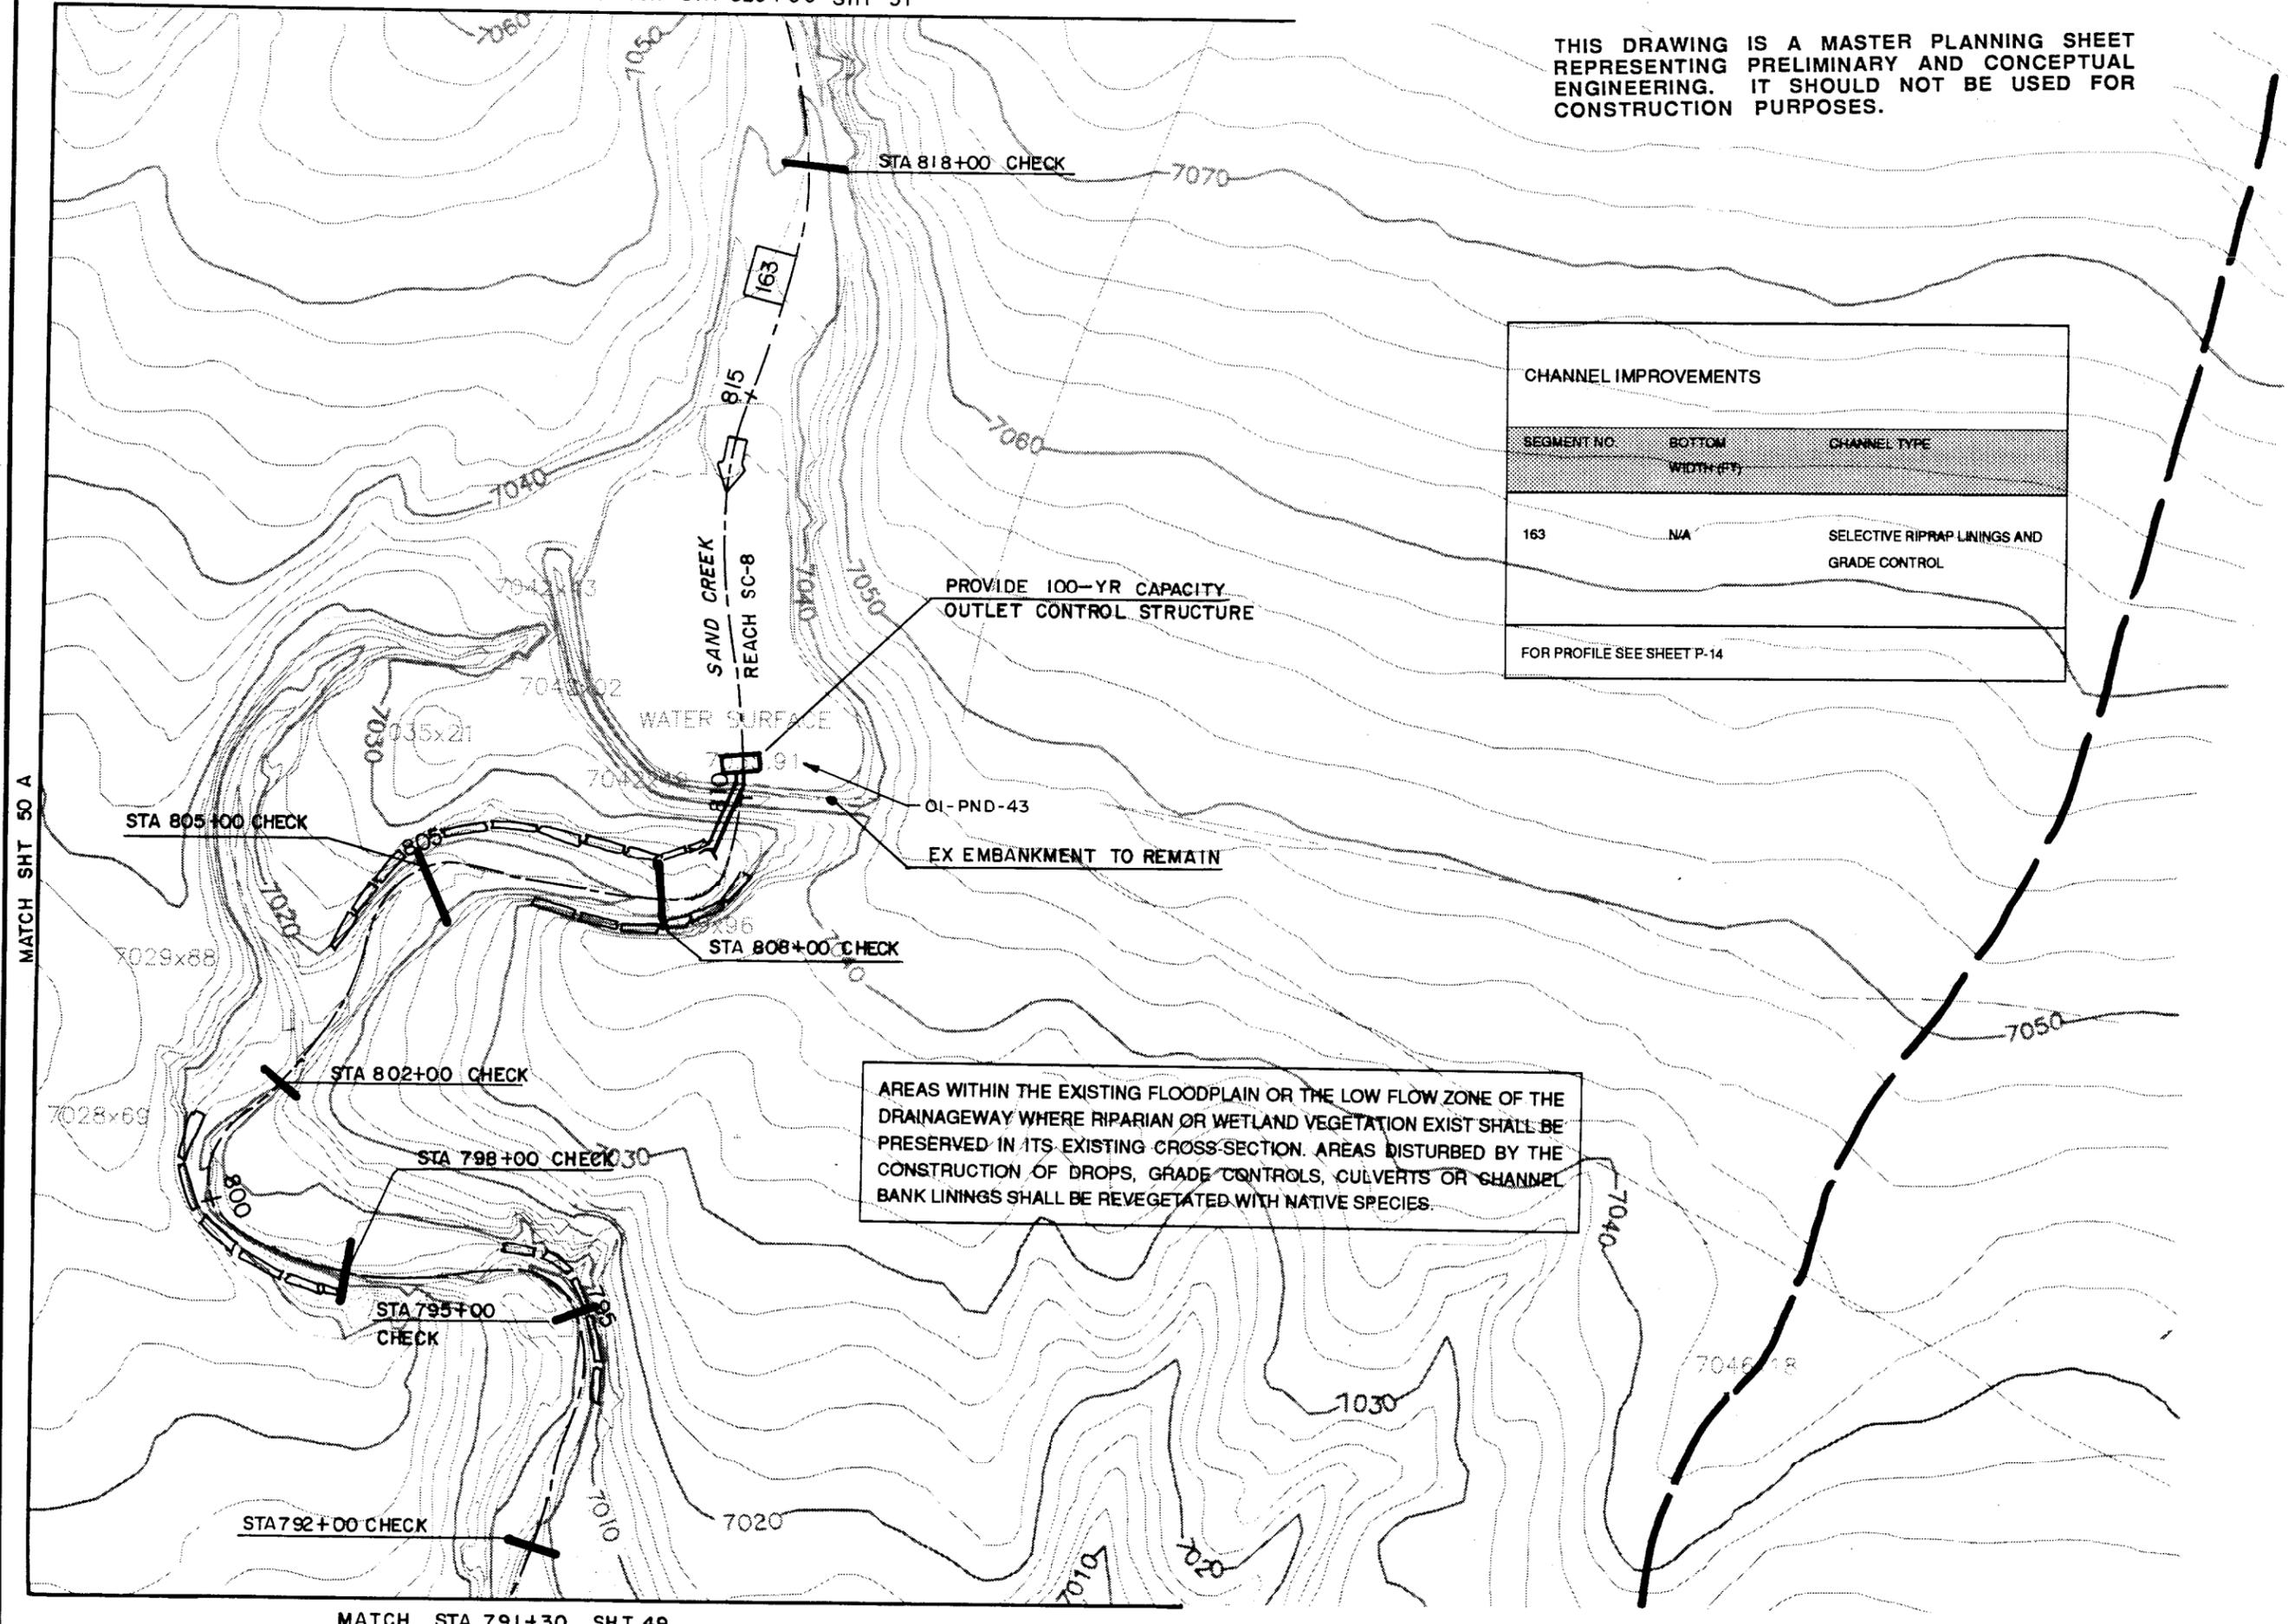 SHT 51
THIS DRAWING IS A MASTER PLANNING SHEET
REPRESENTING PRELIMINARY AND CONCEPTUAL
ENGINEERING. IT SHOULD NOT BE USED FOR
CONSTRUCTION PURPOSES.
7060
7050
STA 818+00 CHECK
7070
163
815
7060
7040
CHANNEL IMPROVEMENTS
SEGMENT NO. BOTTOM CHANNEL TYPE
WIDTH (FT)
163 N/A SELECTIVE RIPRAP LININGS AND
GRADE CONTROL
FOR PROFILE SEE SHEET P-14
SAND CREEK
REACH SC-8
7040
7050
PROVIDE 100-YR CAPACITY
OUTLET CONTROL STRUCTURE
WATER SURFACE
7030
7035x21
810
01-PND-43
MATCH SHT 50 A
STA 805+00 CHECK
805
EX EMBANKMENT TO REMAIN
7020
STA 808+00 CHECK
7040
7029x88
7050
STA 802+00 CHECK
7028x69
AREAS WITHIN THE EXISTING FLOODPLAIN OR THE LOW FLOW ZONE OF THE
DRAINAGEWAY WHERE RIPARIAN OR WETLAND VEGETATION EXIST SHALL BE
PRESERVED IN ITS EXISTING CROSS-SECTION. AREAS DISTURBED BY THE
CONSTRUCTION OF DROPS, GRADE CONTROLS, CULVERTS OR CHANNEL
BANK LININGS SHALL BE REVEGETATED WITH NATIVE SPECIES.
STA 798+00 CHECK
7030
800
7040
STA 795+00
CHECK
795
7030
STA 792+00 CHECK
7010
7020
7010
7020
MATCH STA 791+30 SHT 49